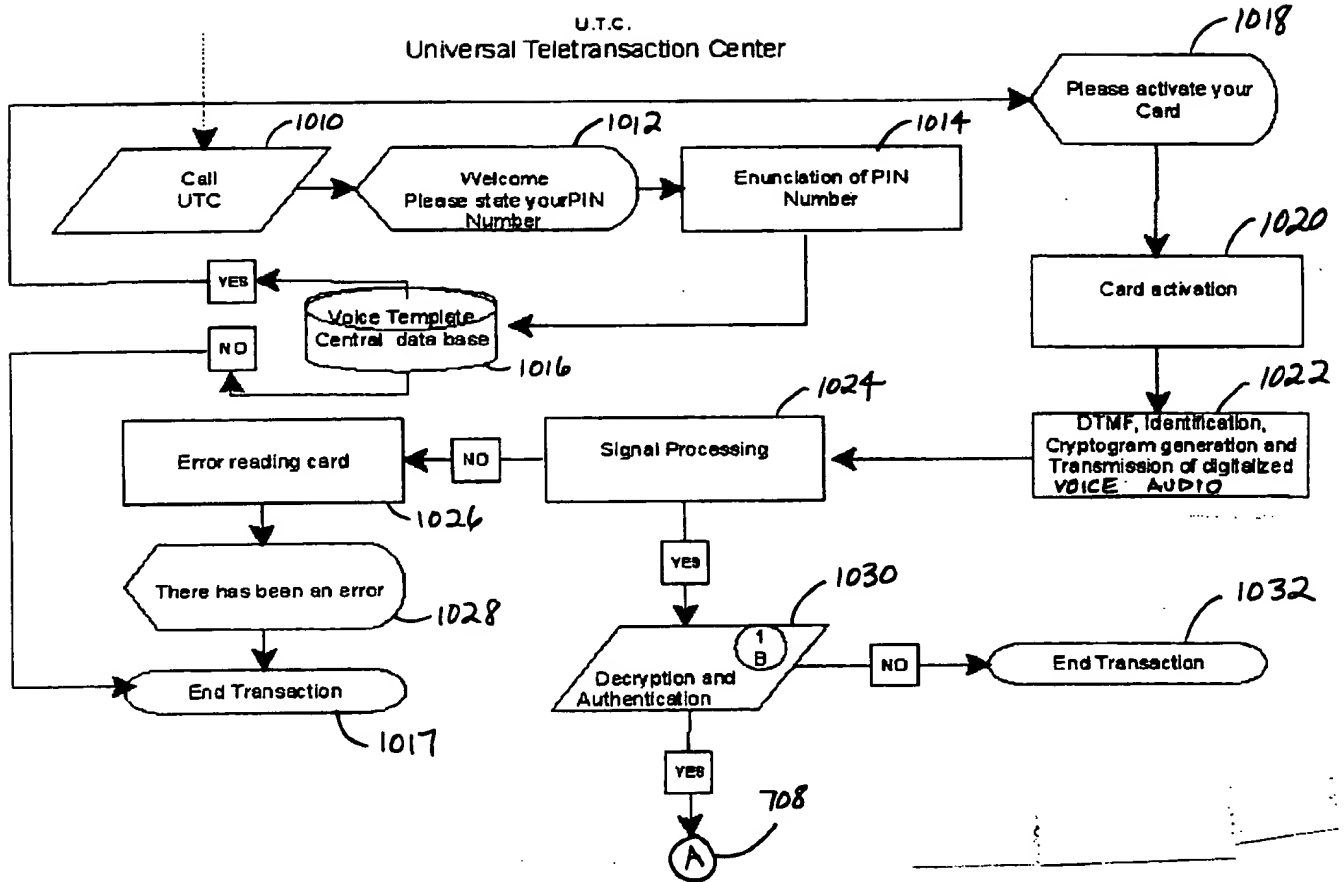 U.T.C.
Universal Teletransaction Center
1018
Please activate your
Card
1010
Call
UTC
1012
Welcome
Please state yourPIN
Number
1014
Enunciation of PIN
Number
1020
Card activation
YES
Voice Template
Central data base
1016
NO
1022
DTMF, Identification,
Cryptogram generation and
Transmission of digitalized
VOICE AUDIO
1024
Signal Processing
NO
Error reading card
1026
There has been an error
1028
End Transaction
1017
YES
1030
1
B
Decryption and
Authentication
NO
1032
End Transaction
YES
708
A